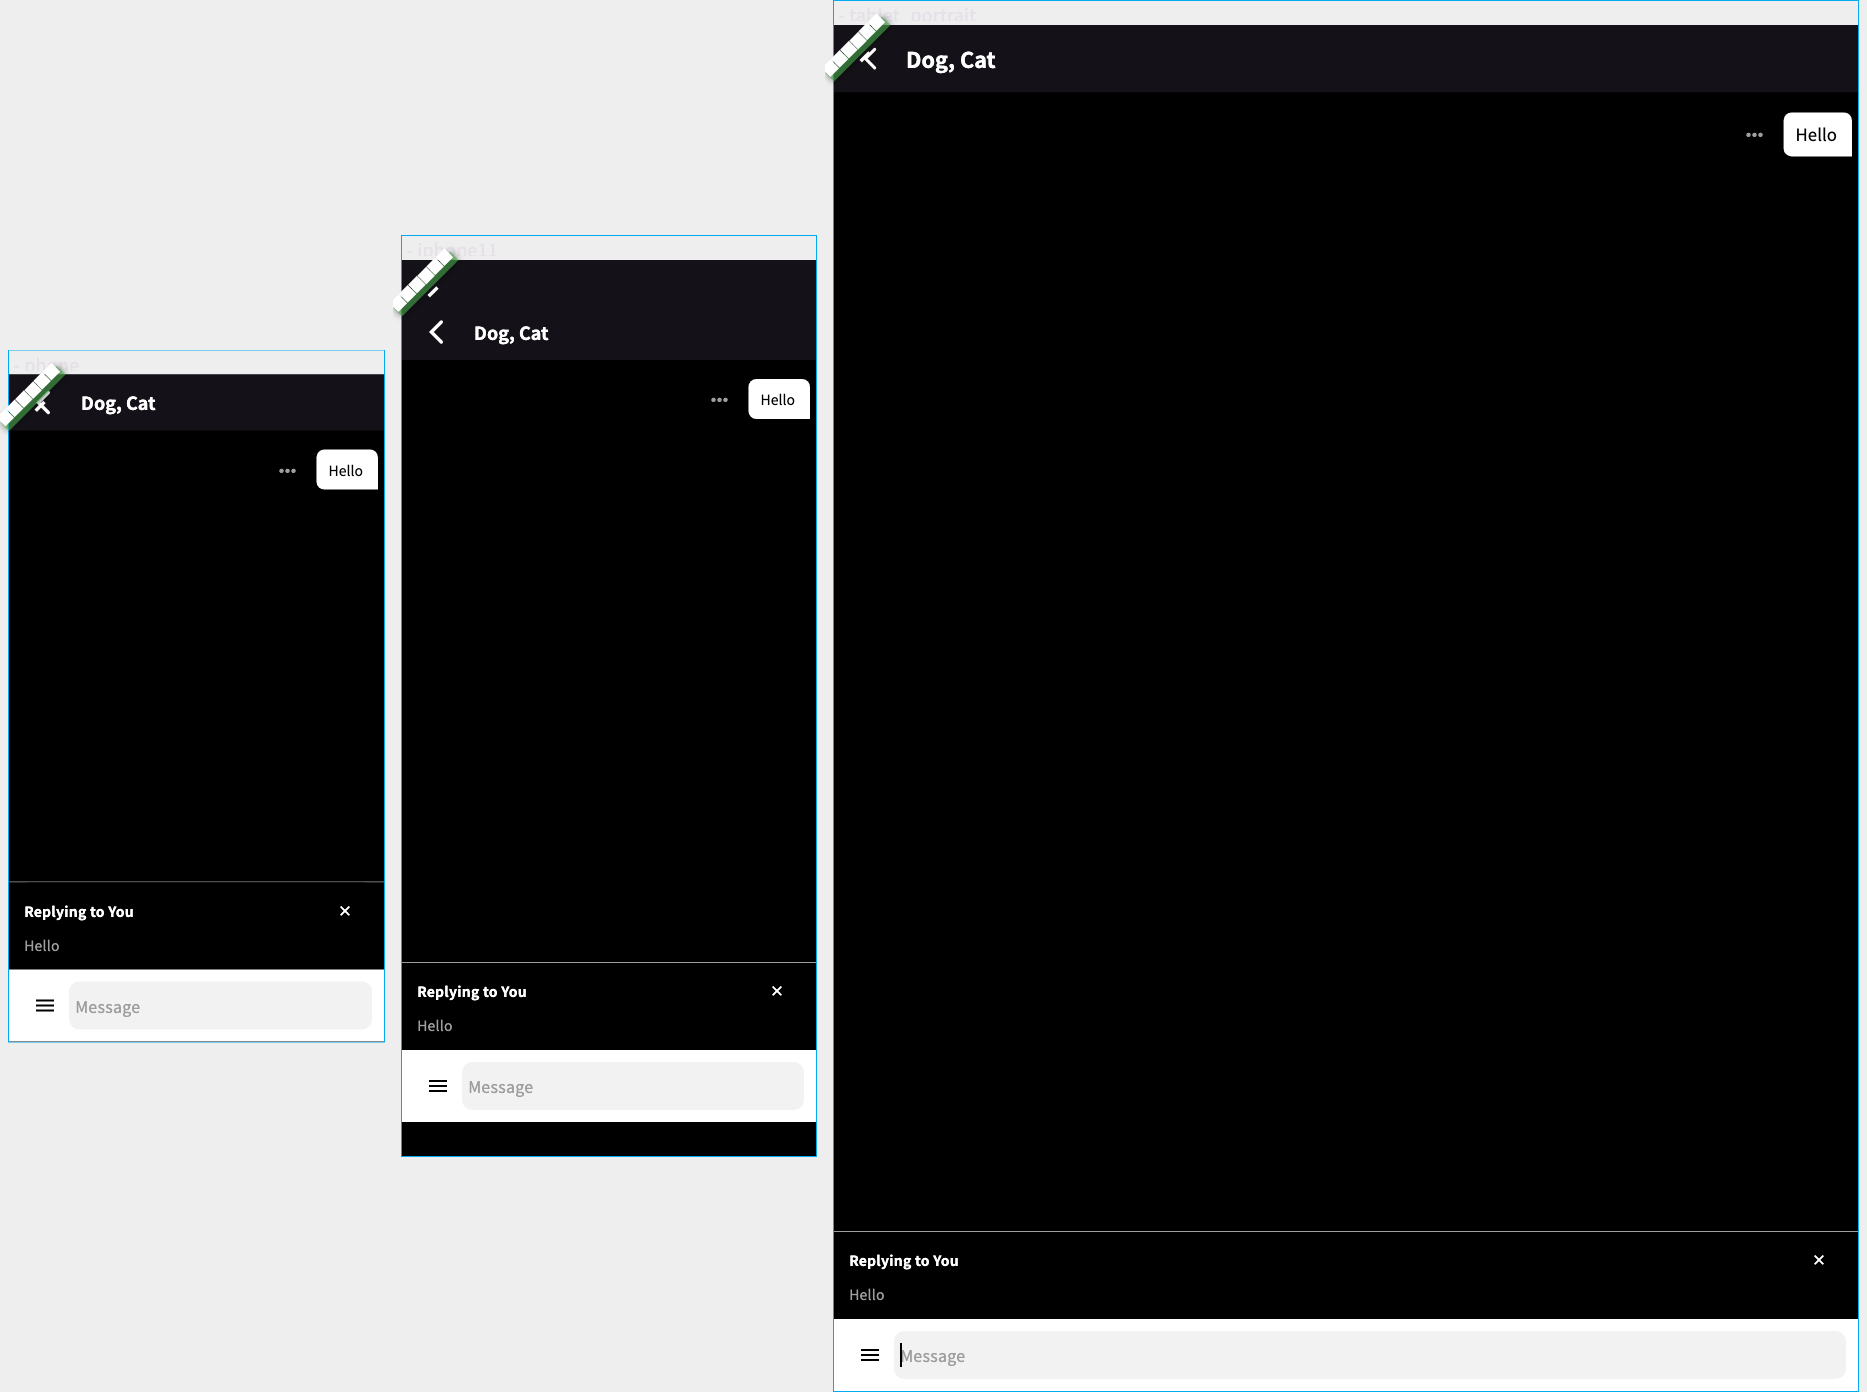 - phone
Dog, Cat
Hello
Replying to You
Hello
Message
- iphone11
Dog, Cat
Hello
Replying to You
Hello
Message
- tablet_portrait
Dog, Cat
Hello
Replying to You
Hello
Message